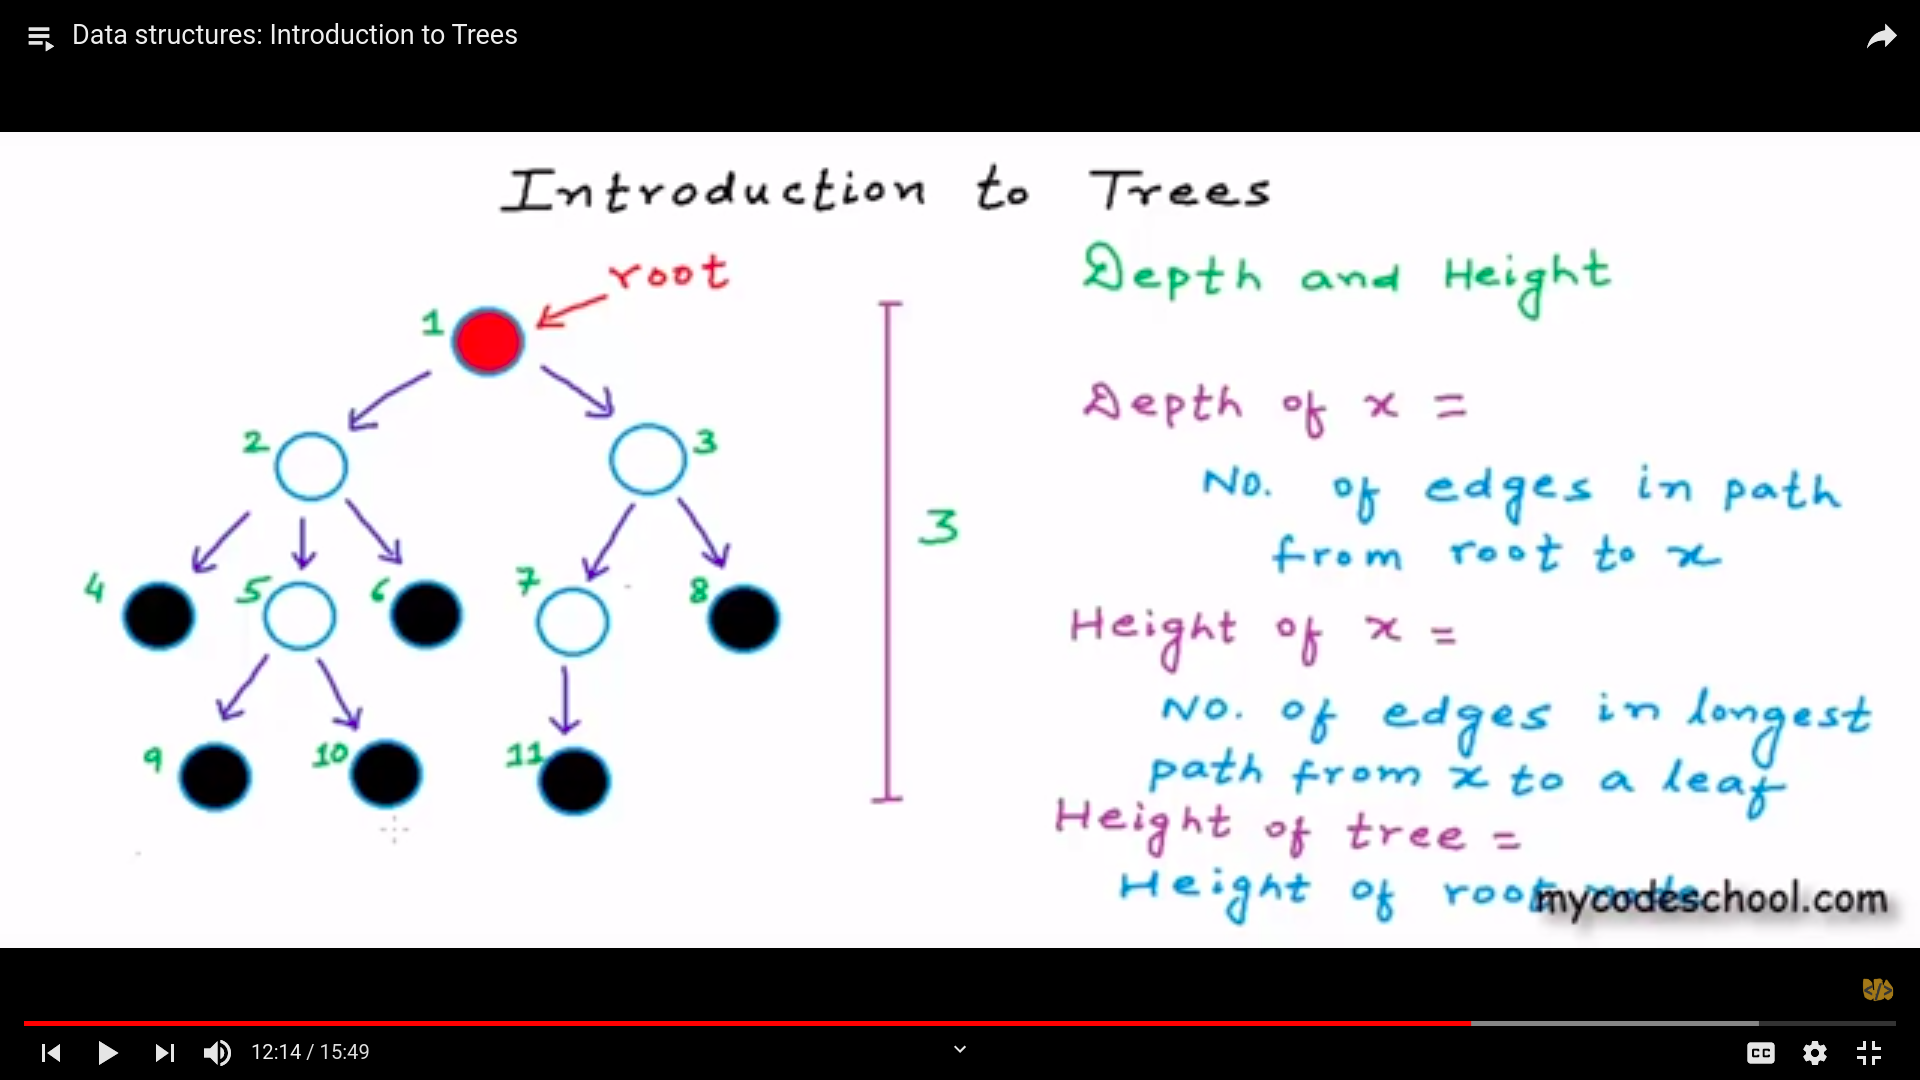 Data structures: Introduction to Trees
Introduction to Trees
root
1
2
3
4
5
6
7
8
9
10
11
3
Depth and Height
Depth of x =
No. of edges in path
from root to x
Height of x =
No. of edges in longest
path from x to a leaf
Height of tree =
Height of root
mycodeschool.com
</>
12:14 / 15:49
CC